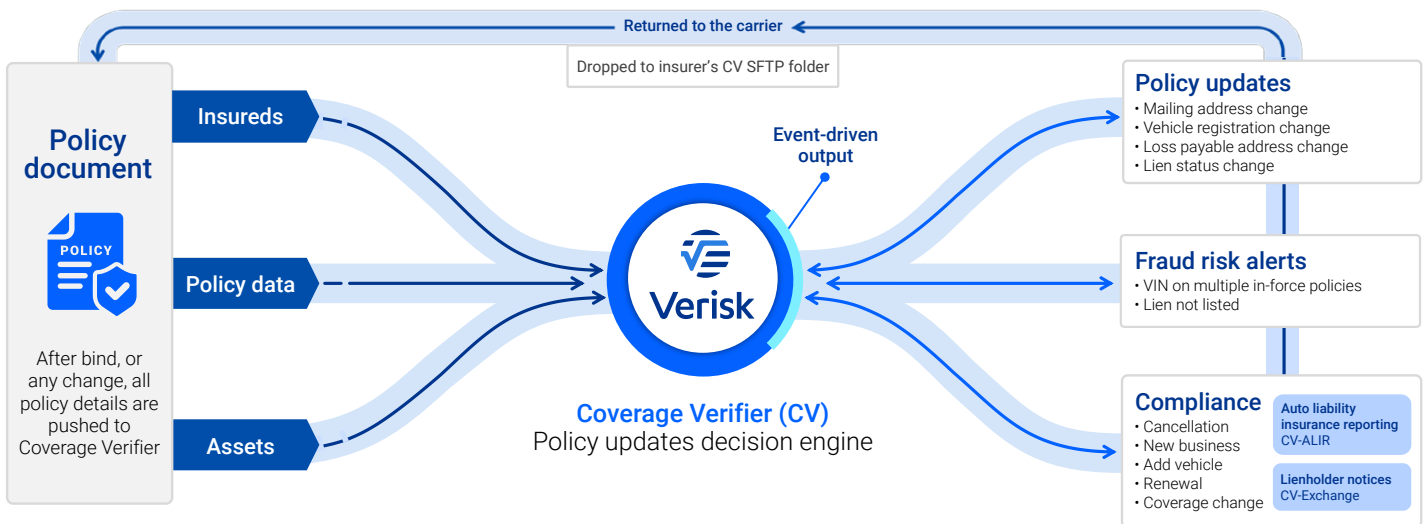 Returned to the carrier
Dropped to insurer's CV SFTP folder
Policy
document
POLICY
After bind, or
any change, all
policy details are
pushed to
Coverage Verifier
Insureds
Policy data
Assets
Event-driven
output
Verisk
Coverage Verifier (CV)
Policy updates decision engine
Policy updates
• Mailing address change
• Vehicle registration change
• Loss payable address change
• Lien status change
Fraud risk alerts
• VIN on multiple in-force policies
• Lien not listed
Compliance
• Cancellation
• New business
• Add vehicle
• Renewal
• Coverage change
Auto liability
insurance reporting
CV-ALIR
Lienholder notices
CV-Exchange